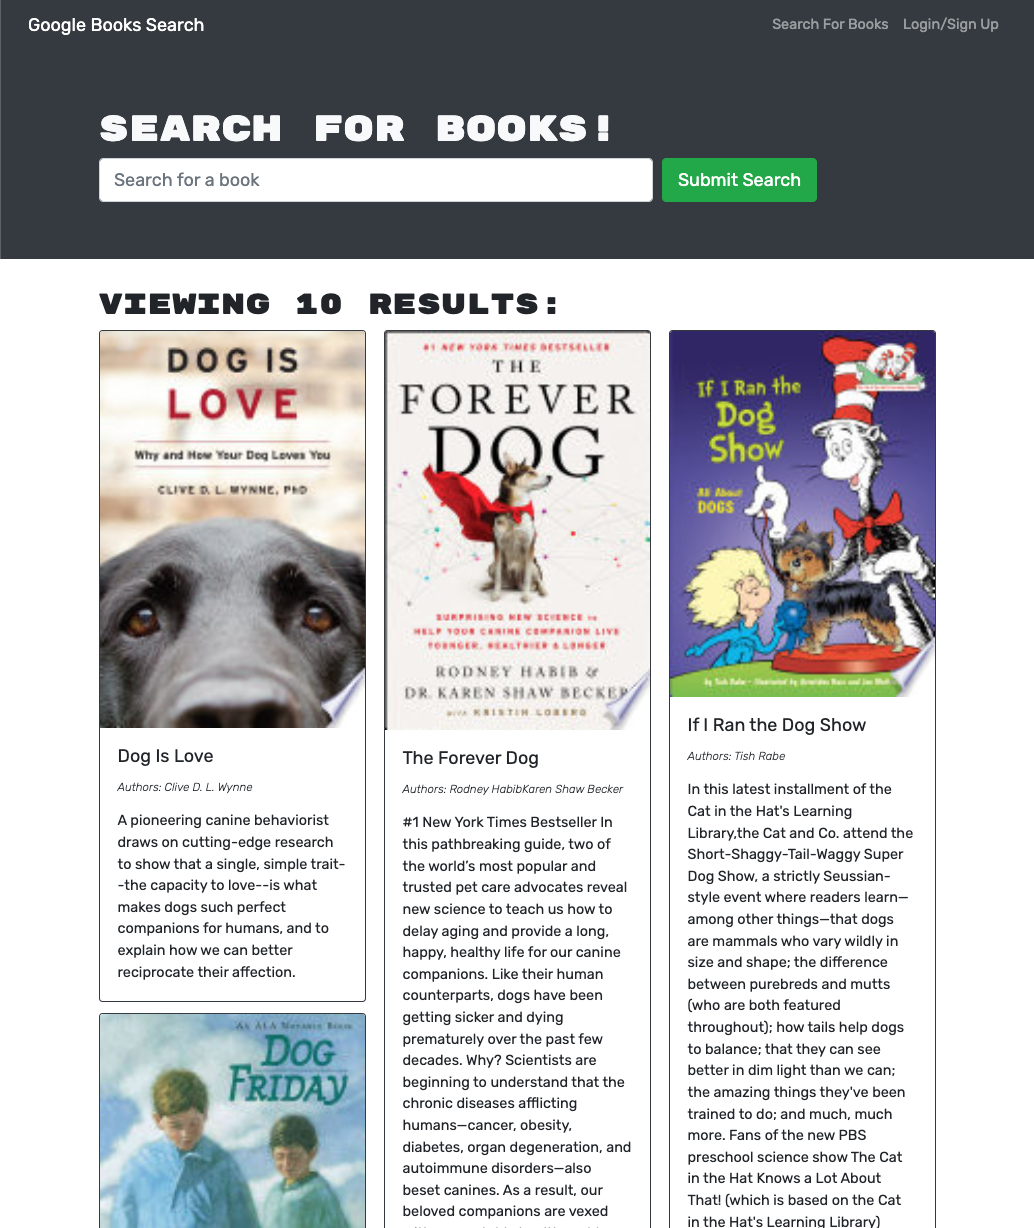 Google Books Search
Search For Books
Login/Sign Up
SEARCH FOR BOOKS!
Search for a book
Submit Search
VIEWING 10 RESULTS:
DOG IS
LOVE
Why and How Your Dog Loves You
CLIVE D. L. WYNNE, PhD
Dog Is Love
Authors: Clive D. L. Wynne
A pioneering canine behaviorist
draws on cutting-edge research
to show that a single, simple trait-
-the capacity to love--is what
makes dogs such perfect
companions for humans, and to
explain how we can better
reciprocate their affection.
An ALA Notable Book
DOG
FRIDAY
#1 NEW YORK TIMES BESTSELLER
THE
FOREVER
DOG
SURPRISING NEW SCIENCE to
HELP YOUR CANINE COMPANION LIVE
YOUNGER, HEALTHIER & LONGER
RODNEY HABIB &
DR. KAREN SHAW BECKER
WITH KRISTIN LOBERG
The Forever Dog
Authors: Rodney HabibKaren Shaw Becker
#1 New York Times Bestseller In
this pathbreaking guide, two of
the world's most popular and
trusted pet care advocates reveal
new science to teach us how to
delay aging and provide a long,
happy, healthy life for our canine
companions. Like their human
counterparts, dogs have been
getting sicker and dying
prematurely over the past few
decades. Why? Scientists are
beginning to understand that the
chronic diseases afflicting
humans—cancer, obesity,
diabetes, organ degeneration, and
autoimmune disorders—also
beset canines. As a result, our
beloved companions are vexed
If I Ran the
Dog
Show
All About
DOGS
by Tish Rabe
If I Ran the Dog Show
Authors: Tish Rabe
In this latest installment of the
Cat in the Hat's Learning
Library,the Cat and Co. attend the
Short-Shaggy-Tail-Waggy Super
Dog Show, a strictly Seussian-
style event where readers learn—
among other things—that dogs
are mammals who vary wildly in
size and shape; the difference
between purebreds and mutts
(who are both featured
throughout); how tails help dogs
to balance; that they can see
better in dim light than we can;
the amazing things they've been
trained to do; and much, much
more. Fans of the new PBS
preschool science show The Cat
in the Hat Knows a Lot About
That! (which is based on the Cat
in the Hat's Learning Library)